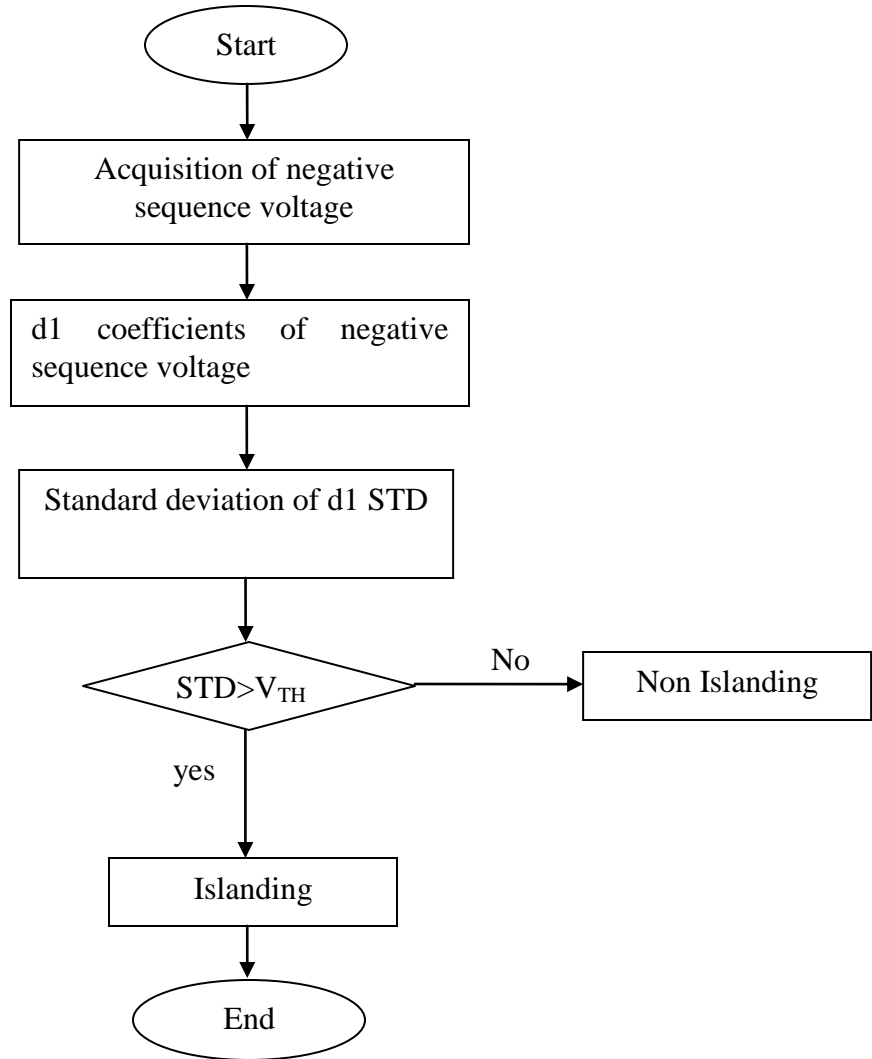 Start
Acquisition of negative
sequence voltage
d1 coefficients of negative
sequence voltage
Standard deviation of d1 STD
STD>V_TH
No
Non Islanding
yes
Islanding
End